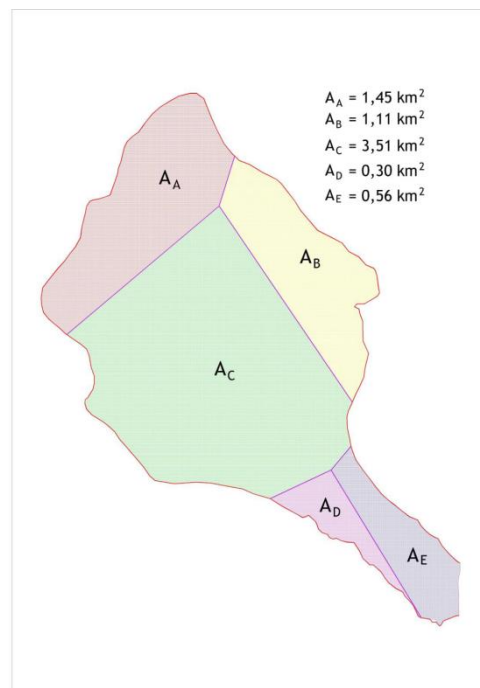 A_A = 1,45 km²
A_B = 1,11 km²
A_C = 3,51 km²
A_D = 0,30 km²
A_E = 0,56 km²
A_A
A_B
A_C
A_D
A_E